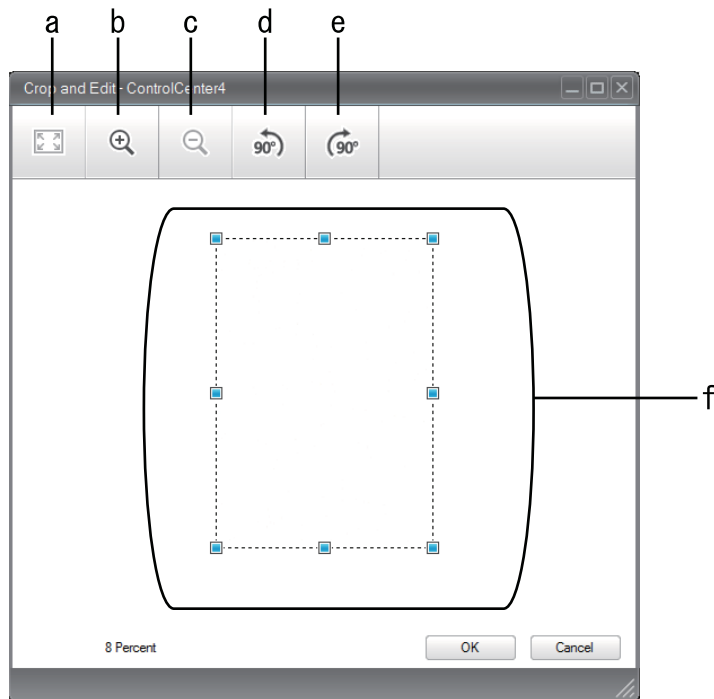 a b c d e
Crop and Edit - ControlCenter4
90° 90°
f
8 Percent OK Cancel